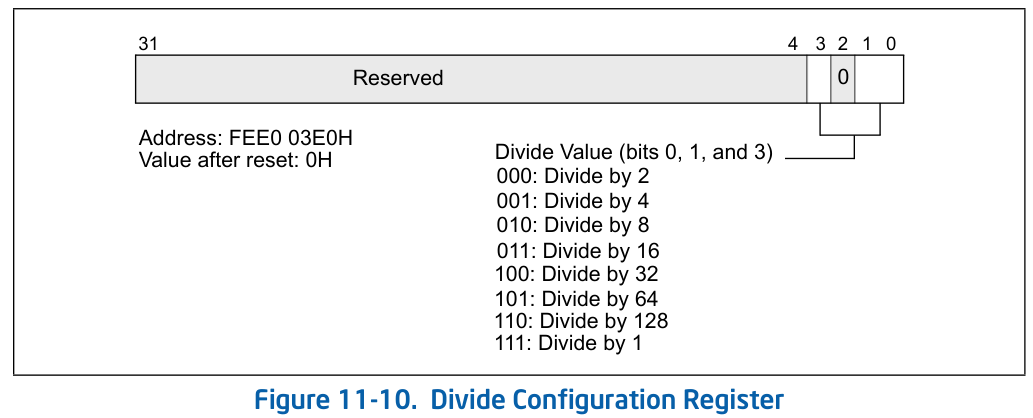 31 4 3 2 1 0
Reserved 0
Address: FEE0 03E0H
Value after reset: 0H
Divide Value (bits 0, 1, and 3)
000: Divide by 2
001: Divide by 4
010: Divide by 8
011: Divide by 16
100: Divide by 32
101: Divide by 64
110: Divide by 128
111: Divide by 1
Figure 11-10. Divide Configuration Register